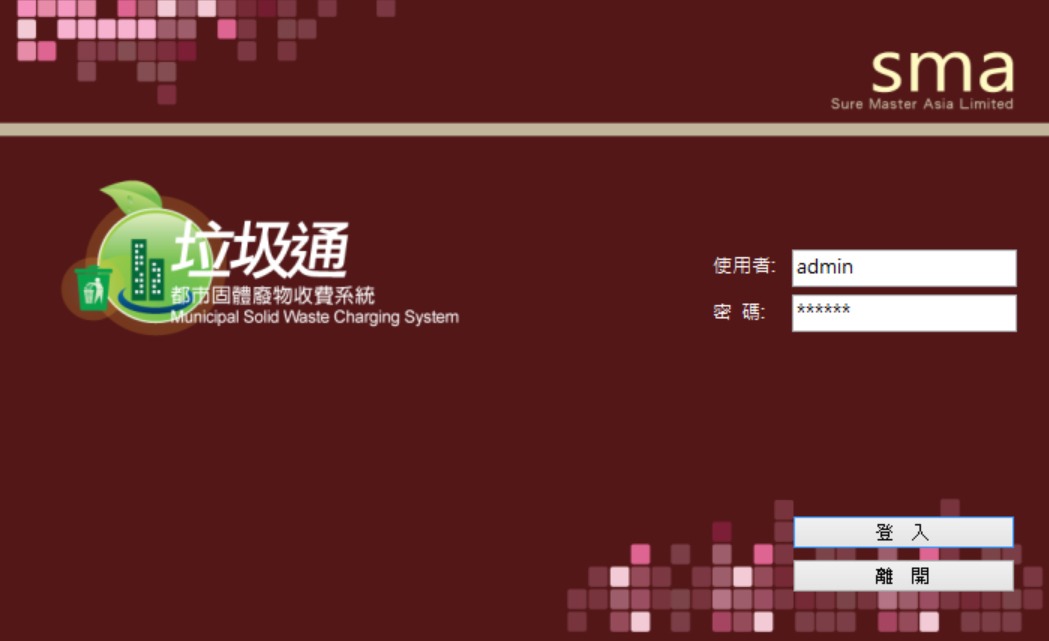 sma
Sure Master Asia Limited
垃圾通
都市固體廢物收費系統
Municipal Solid Waste Charging System
使用者: admin
密 碼: ******
登 入
離 開